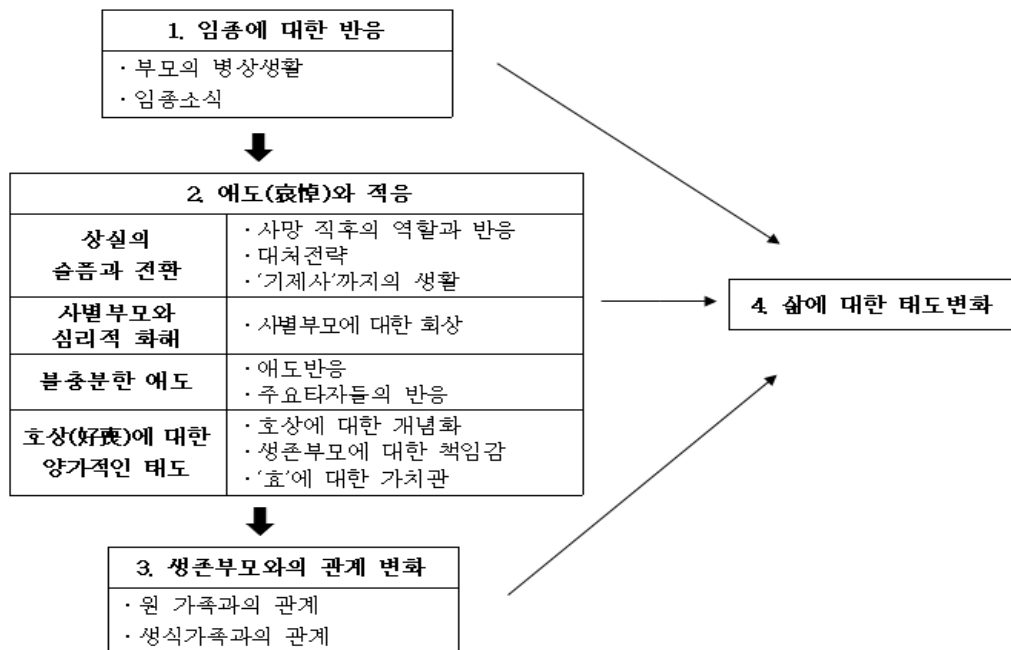 1. 임종에 대한 반응
· 부모의 병상생활
· 임종소식
2. 애도(哀悼)와 적응
상실의
슬픔과 전환
· 사망 직후의 역할과 반응
· 대처전략
· '기제사'까지의 생활
사별부모와
심리적 화해
· 사별부모에 대한 회상
불충분한 애도
· 애도반응
· 주요타자들의 반응
호상(好喪)에 대한
양가적인 태도
· 호상에 대한 개념화
· 생존부모에 대한 책임감
· '효'에 대한 가치관
3. 생존부모와의 관계 변화
· 원 가족과의 관계
· 생식가족과의 관계
4. 삶에 대한 태도변화